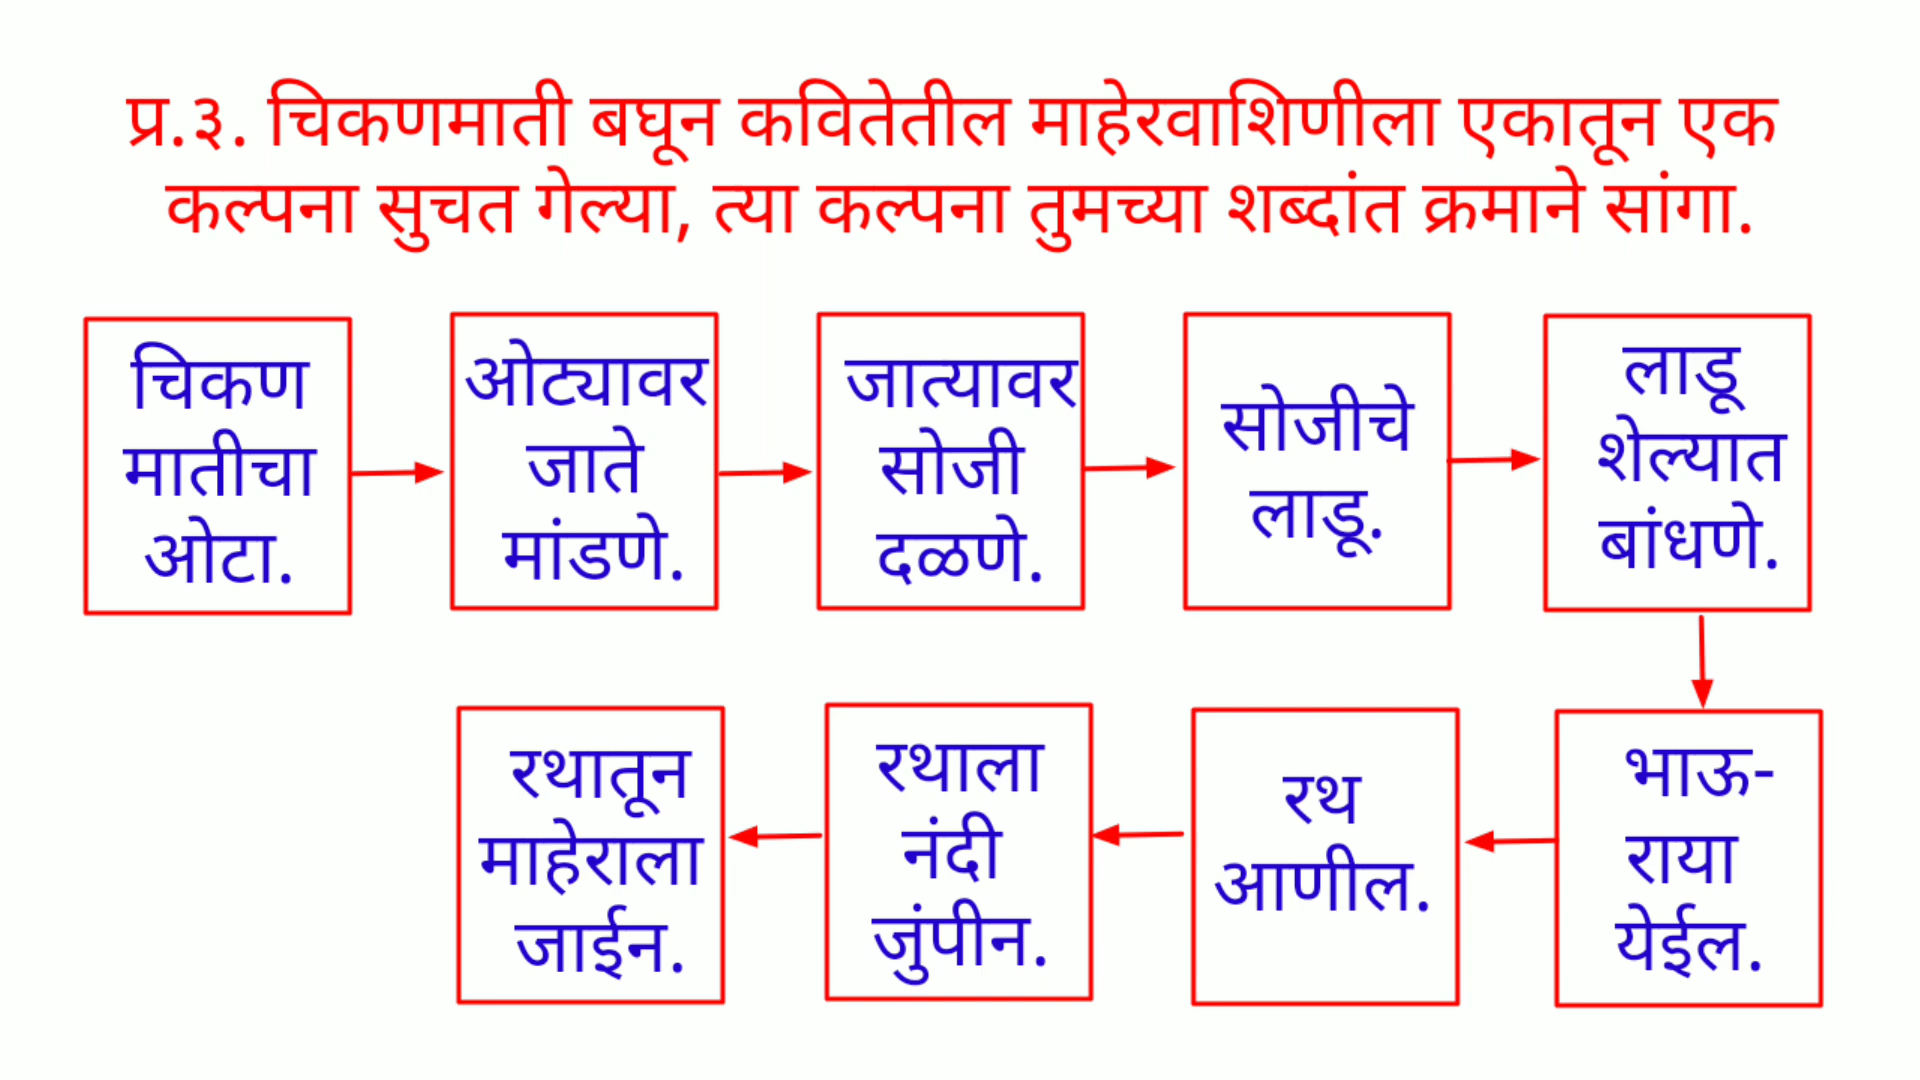 प्र.३. चिकणमाती बघून कवितेतील माहेरवाशिणीला एकातून एक
कल्पना सुचत गेल्या, त्या कल्पना तुमच्या शब्दांत क्रमाने सांगा.
चिकण
मातीचा
ओटा.
ओट्यावर
जाते
मांडणे.
जात्यावर
सोजी
दळणे.
सोजीचे
लाडू.
लाडू
शेल्यात
बांधणे.
भाऊ-
राया
येईल.
रथ
आणील.
रथाला
नंदी
जुंपीन.
रथातून
माहेराला
जाईन.